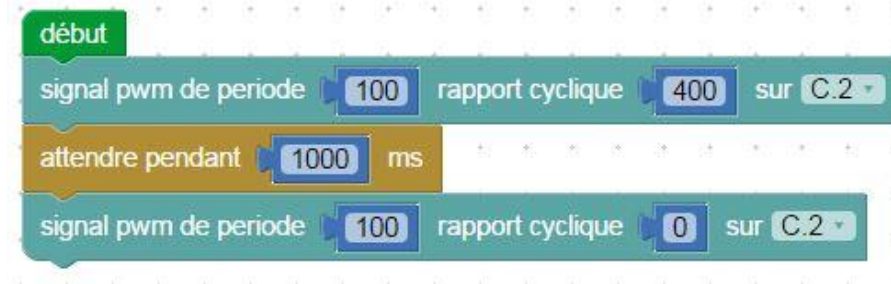 début
signal pwm de periode 100 rapport cyclique 400 sur C.2
attendre pendant 1000 ms
signal pwm de periode 100 rapport cyclique 0 sur C.2